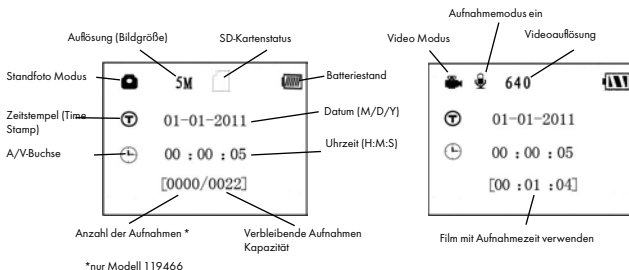 Auflösung (Bildgröße)
SD-Kartenstatus
Standfoto Modus
5M
Batteriestand
Zeitstempel (Time
Stamp)
T
01-01-2011
Datum (M/D/Y)
A/V-Buchse
00 : 00 : 05
Uhrzeit (H:M:S)
[0000/0022]
Anzahl der Aufnahmen *
Verbleibende Aufnahmen
Kapazität
*nur Modell 119466
Aufnahmemodus ein
Video Modus
Videoauflösung
640
T
01-01-2011
00 : 00 : 05
[00 :01 :04]
Film mit Aufnahmezeit verwenden